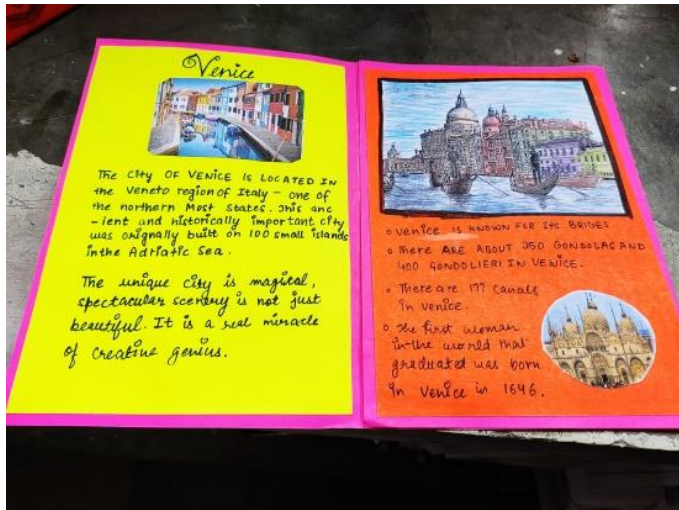 Venice
The CITY OF VENICE IS LOCATED IN
the Veneto region of Italy - one of
the northern Most States. This anc
-ient and historically important city
was orignally built on 100 small islands
in the Adriatic Sea.
The unique city is magical,
spectacular scenery is not just
beautiful. It is a real miracle
of creative genius.
o Venice IS KNOWN FOR ITS BRIDES
o There ARE ABOUT 350 GONDOLAS AND
400 GONDOLIERI IN VENICE.
o There are 177 canals
in venice.
o The first woman
in the world that
graduated was born
in Venice in 1646.